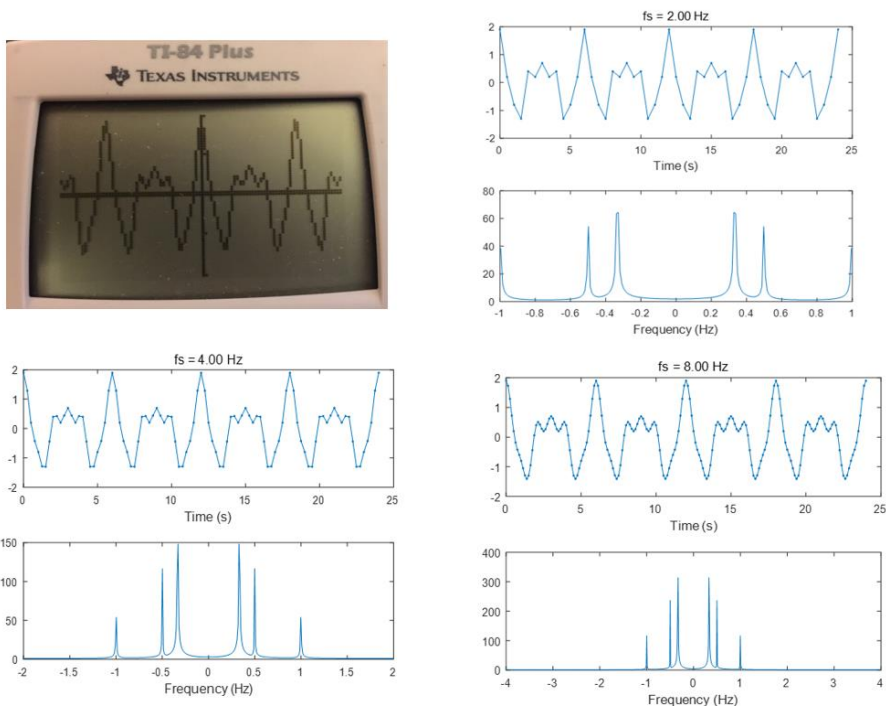 TI-84 Plus
TEXAS INSTRUMENTS
fs = 2.00 Hz
2
1
0
-1
-2
0 5 10 15 20 25
Time (s)
80
60
40
20
0
-1 -0.8 -0.6 -0.4 -0.2 0 0.2 0.4 0.6 0.8 1
Frequency (Hz)
fs = 4.00 Hz
2
1
0
-1
-2
0 5 10 15 20 25
Time (s)
150
100
50
0
-2 -1.5 -1 -0.5 0 0.5 1 1.5 2
Frequency (Hz)
fs = 8.00 Hz
2
1
0
-1
-2
0 5 10 15 20 25
Time (s)
400
300
200
100
0
-4 -3 -2 -1 0 1 2 3 4
Frequency (Hz)